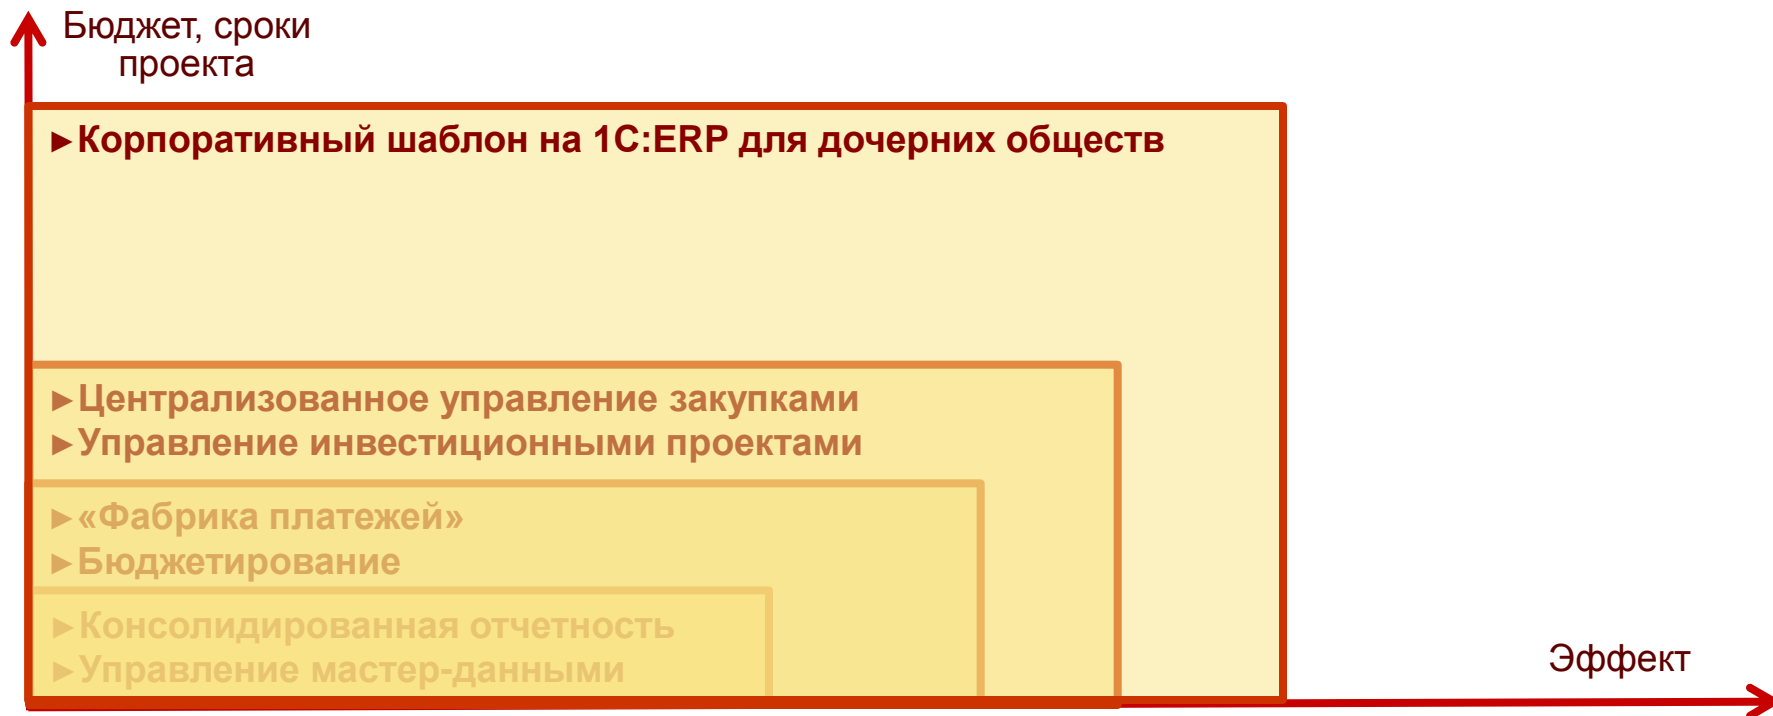 Бюджет, сроки
проекта
►Корпоративный шаблон на 1С:ERP для дочерних обществ
►Централизованное управление закупками
►Управление инвестиционными проектами
►«Фабрика платежей»
►Бюджетирование
►Консолидированная отчетность
►Управление мастер-данными
Эффект